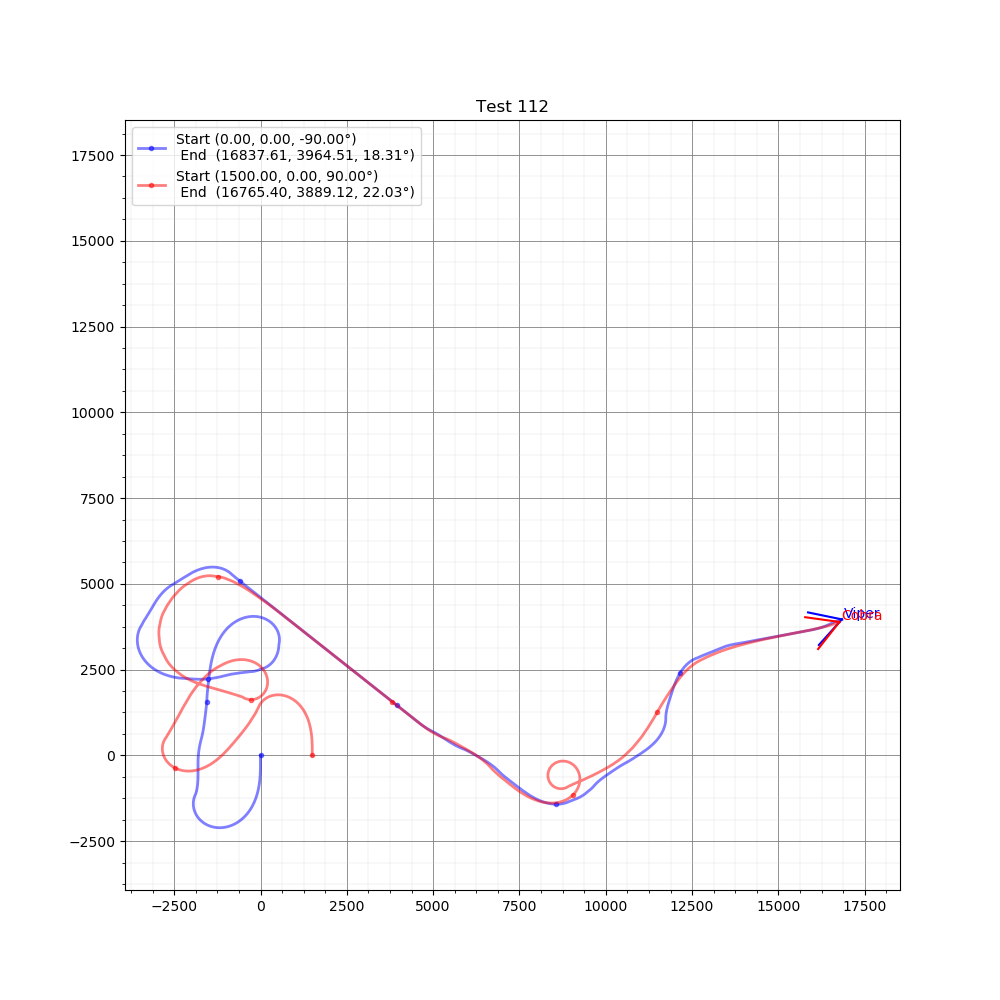 Test 112
Start (0.00, 0.00, -90.00°)
End  (16837.61, 3964.51, 18.31°)
Start (1500.00, 0.00, 90.00°)
End  (16765.40, 3889.12, 22.03°)
17500
15000
12500
10000
7500
5000
2500
0
−2500
Viper
Cobra
−2500 0 2500 5000 7500 10000 12500 15000 17500